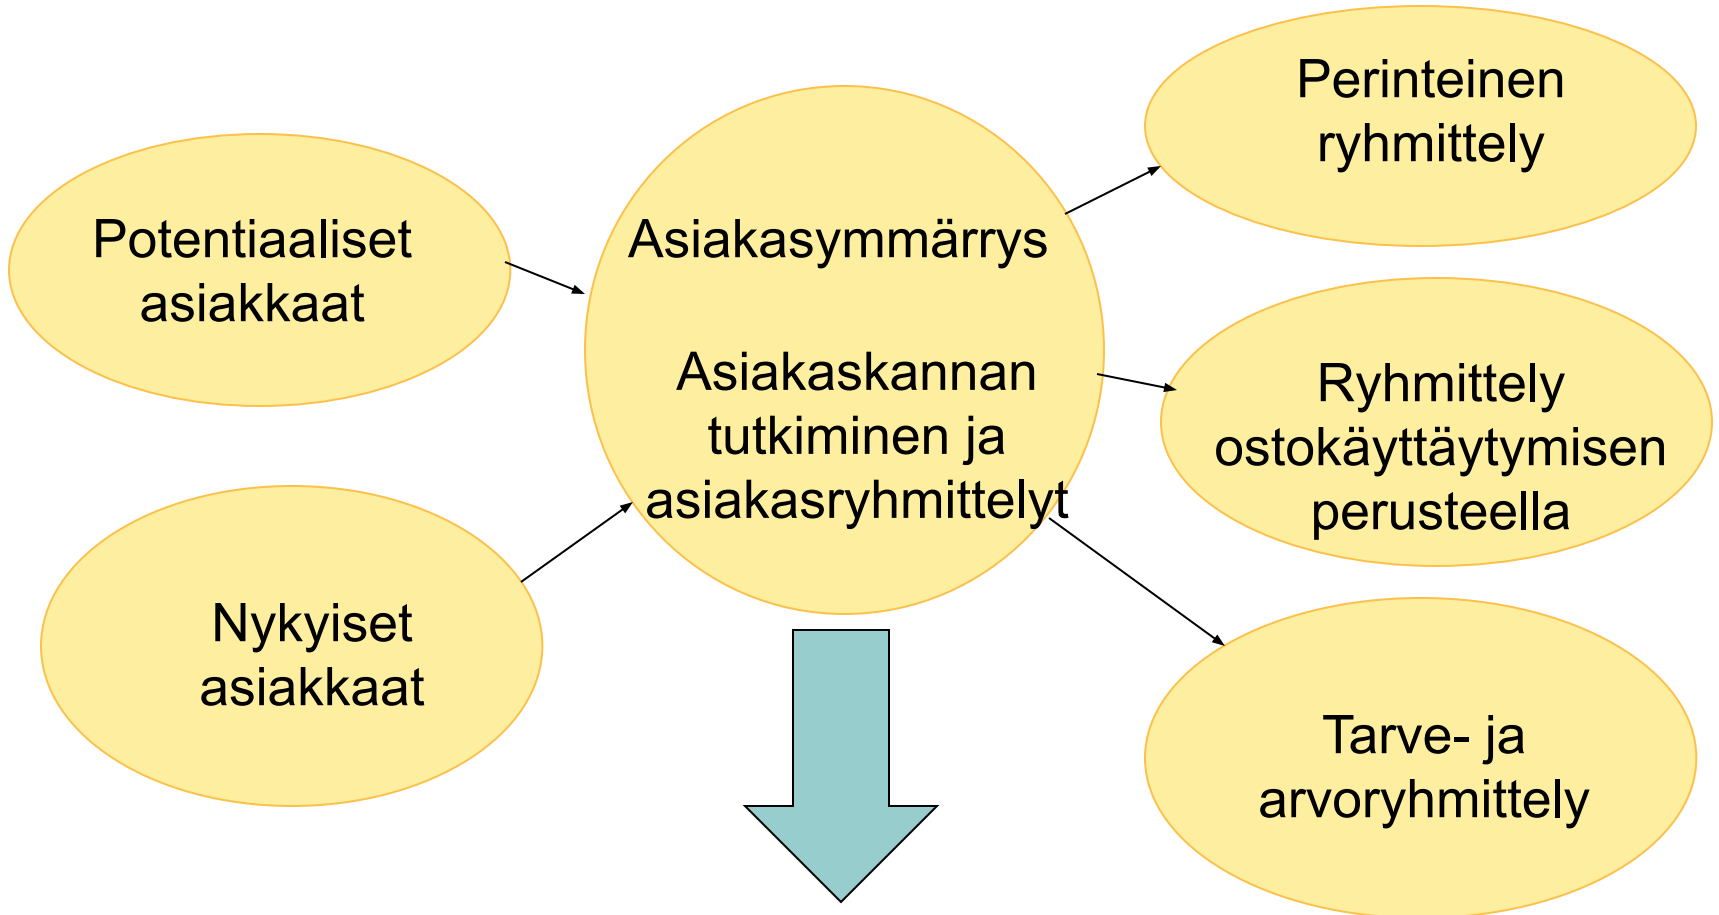 Potentiaaliset
asiakkaat
Nykyiset
asiakkaat
Asiakasymmärrys
Asiakaskannan
tutkiminen ja
asiakasryhmittelyt
Perinteinen
ryhmittely
Ryhmittely
ostokäyttäytymisen
perusteella
Tarve- ja
arvoryhmittely